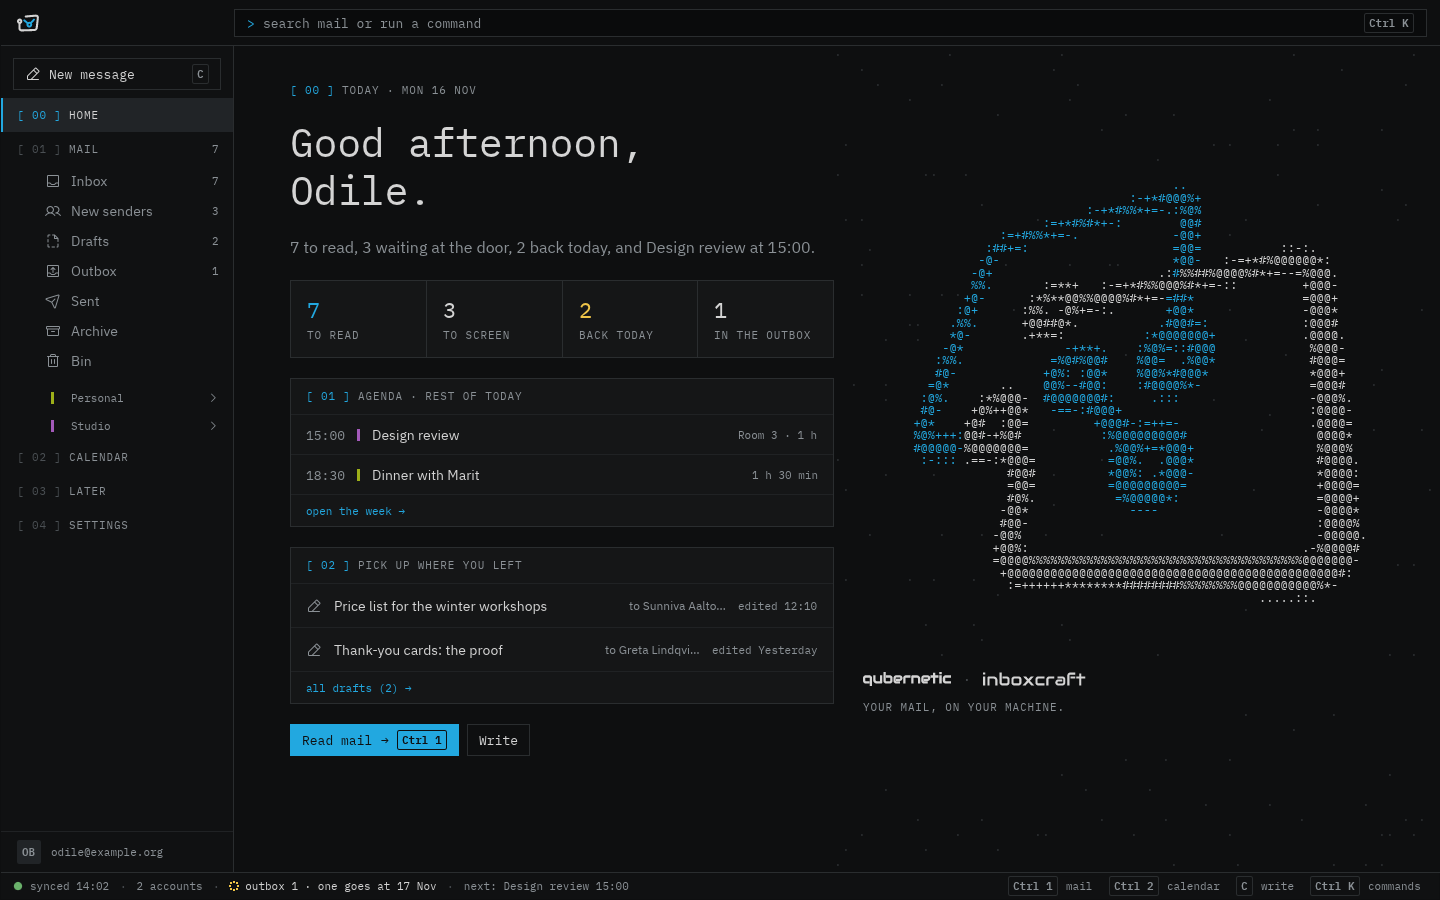 > search mail or run a command
Ctrl K
New message
C
[ 00 ] HOME
[ 01 ] MAIL 7
Inbox 7
New senders 3
Drafts 2
Outbox 1
Sent
Archive
Bin
Personal
Studio
[ 02 ] CALENDAR
[ 03 ] LATER
[ 04 ] SETTINGS
OB odile@example.org
[ 00 ] TODAY · MON 16 NOV
Good afternoon,
Odile.
7 to read, 3 waiting at the door, 2 back today, and Design review at 15:00.
7 3 2 1
TO READ TO SCREEN BACK TODAY IN THE OUTBOX
[ 01 ] AGENDA · REST OF TODAY
15:00 Design review Room 3 · 1 h
18:30 Dinner with Marit 1 h 30 min
open the week →
[ 02 ] PICK UP WHERE YOU LEFT
Price list for the winter workshops to Sunniva Aalto… edited 12:10
Thank-you cards: the proof to Greta Lindqvi… edited Yesterday
all drafts (2) →
Read mail → Ctrl 1
Write
qubernetic · inboxcraft
YOUR MAIL, ON YOUR MACHINE.
synced 14:02 · 2 accounts · outbox 1 · one goes at 17 Nov · next: Design review 15:00
Ctrl 1 mail Ctrl 2 calendar C write Ctrl K commands